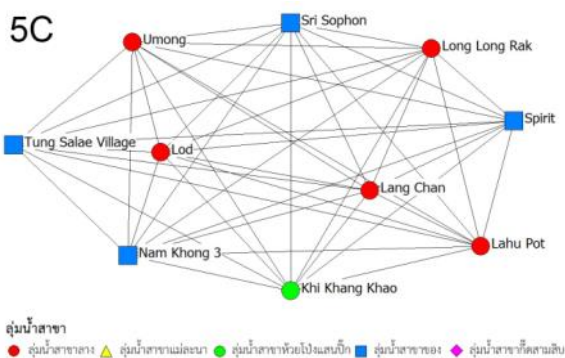 5C
Sri Sophon
Umong
Long Long Rak
Spirit
Tung Salae Village
Lod
Lang Chan
Lahu Pot
Nam Khong 3
Khi Khang Khao
ลุ่มน้ำสาขา
ลุ่มน้ำสาขาลาง ลุ่มน้ำสาขาแม่ละนา ลุ่มน้ำสาขาห้วยโป่งแสนปิ๊ก ลุ่มน้ำสาขาของ ลุ่มน้ำสาขากึ๊ดสามสิบ